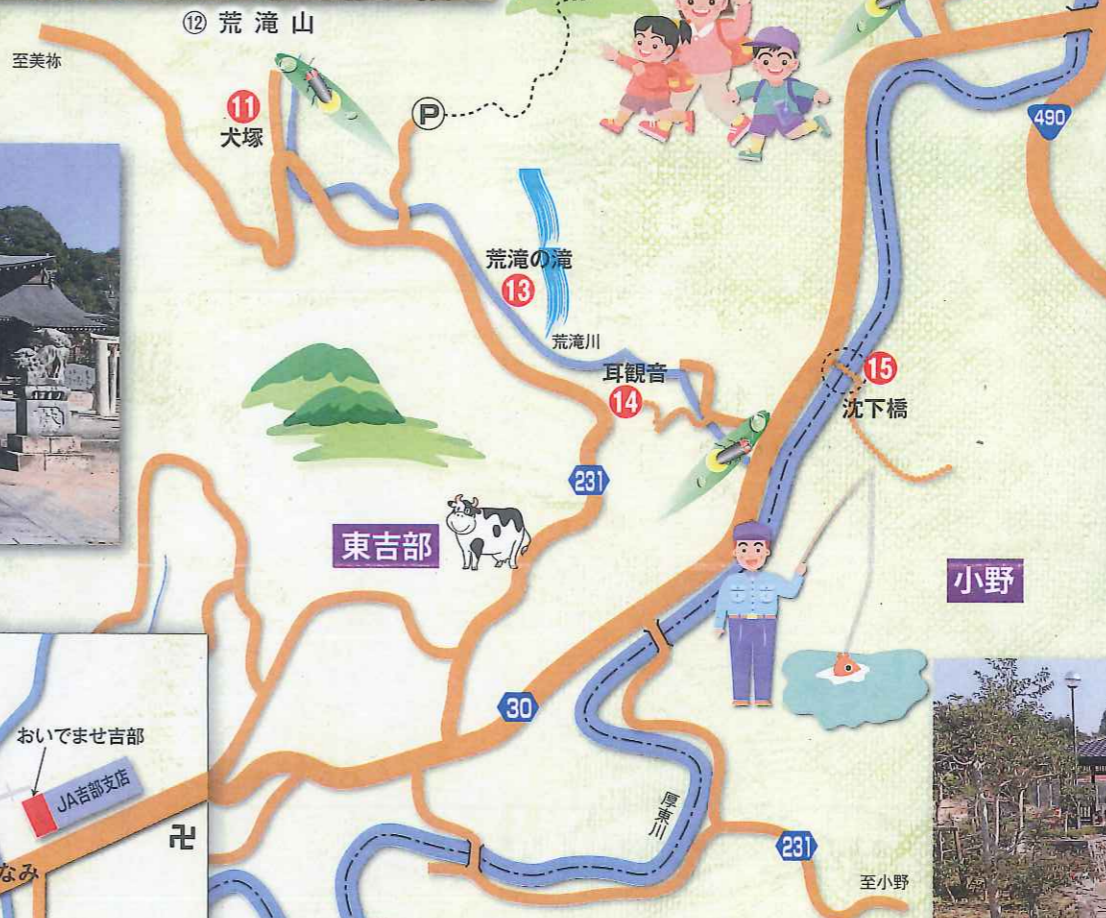 ⑫ 荒滝山
至美祢
11
犬塚
P
490
荒滝の滝
13
荒滝川
耳観音
14
15
沈下橋
231
東吉部
小野
30
おいでませ吉部
JA吉部支店
卍
なみ
厚東川
231
至小野